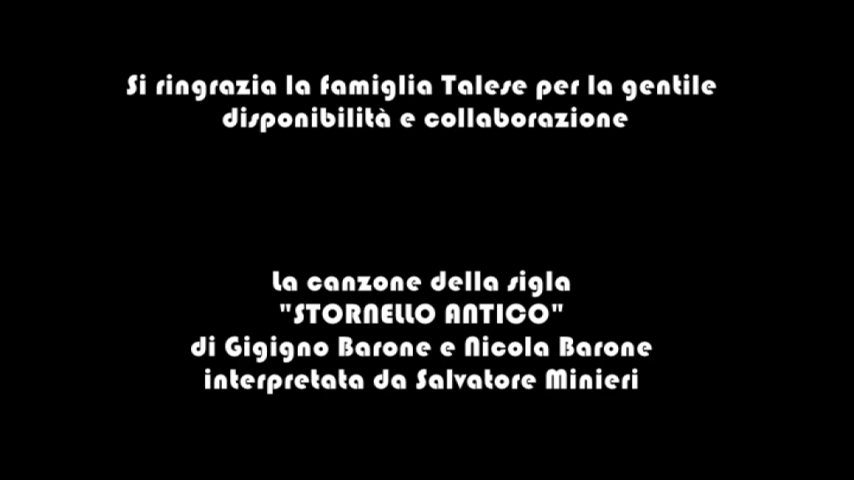 Si ringrazia la famiglia Talese per la gentile
disponibilità e collaborazione
La canzone della sigla
"STORNELLO ANTICO"
di Gigigno Barone e Nicola Barone
interpretata da Salvatore Minieri